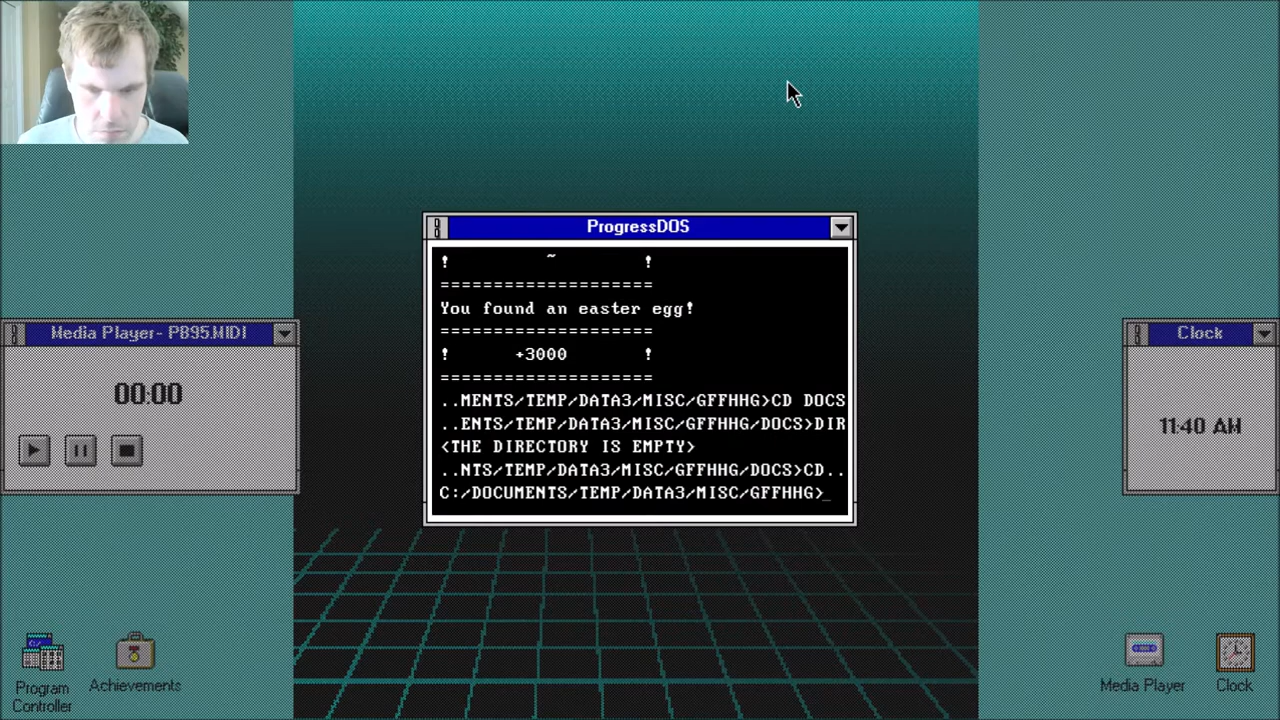 ProgressDOS
! ~ !
====================
You found an easter egg!
====================
! +3000 !
====================
..MENTS/TEMP/DATA3/MISC/GFFHHG>CD DOCS
..ENTS/TEMP/DATA3/MISC/GFFHHG/DOCS>DIR
<THE DIRECTORY IS EMPTY>
..NTS/TEMP/DATA3/MISC/GFFHHG/DOCS>CD..
C:/DOCUMENTS/TEMP/DATA3/MISC/GFFHHG>_
Media Player- PB95.MIDI
00:00
Clock
11:40 AM
Program
Controller
Achievements
Media Player
Clock